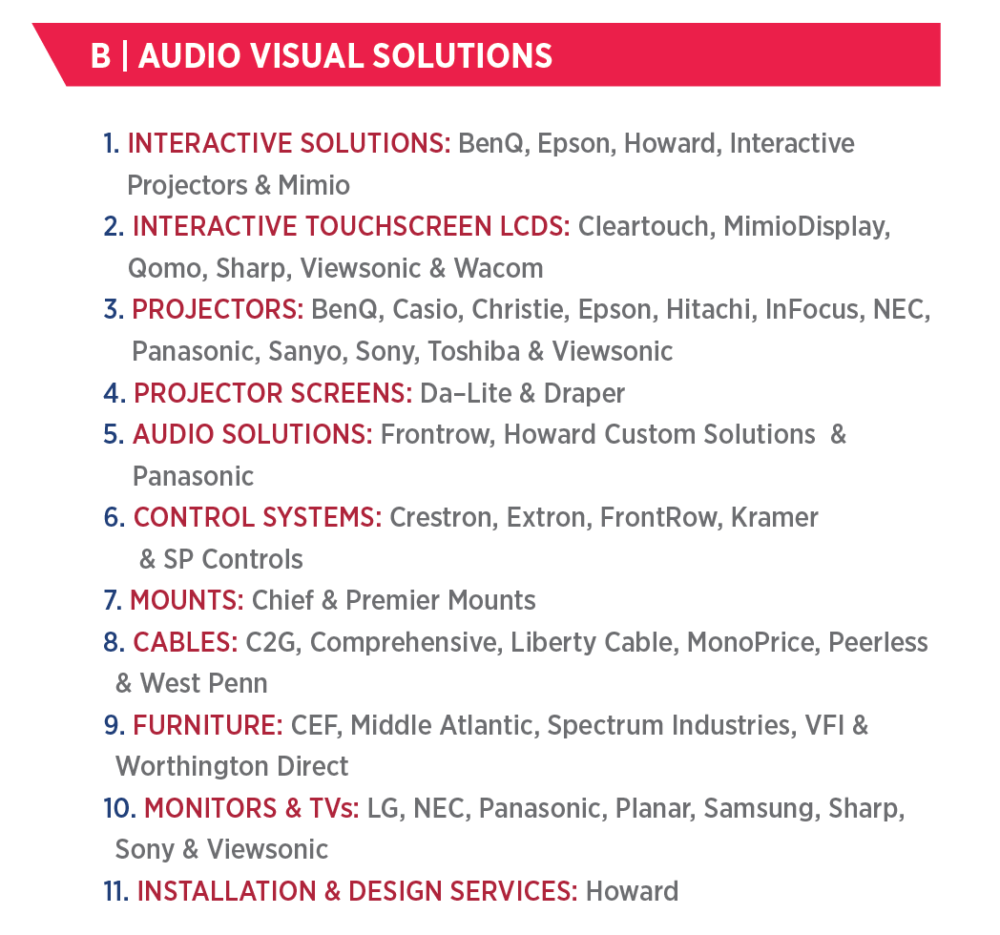 B | AUDIO VISUAL SOLUTIONS
1. INTERACTIVE SOLUTIONS: BenQ, Epson, Howard, Interactive
Projectors & Mimio
2. INTERACTIVE TOUCHSCREEN LCDS: Cleartouch, MimioDisplay,
Qomo, Sharp, Viewsonic & Wacom
3. PROJECTORS: BenQ, Casio, Christie, Epson, Hitachi, InFocus, NEC,
Panasonic, Sanyo, Sony, Toshiba & Viewsonic
4. PROJECTOR SCREENS: Da–Lite & Draper
5. AUDIO SOLUTIONS: Frontrow, Howard Custom Solutions  &
Panasonic
6. CONTROL SYSTEMS: Crestron, Extron, FrontRow, Kramer
& SP Controls
7. MOUNTS: Chief & Premier Mounts
8. CABLES: C2G, Comprehensive, Liberty Cable, MonoPrice, Peerless
& West Penn
9. FURNITURE: CEF, Middle Atlantic, Spectrum Industries, VFI &
Worthington Direct
10. MONITORS & TVs: LG, NEC, Panasonic, Planar, Samsung, Sharp,
Sony & Viewsonic
11. INSTALLATION & DESIGN SERVICES: Howard